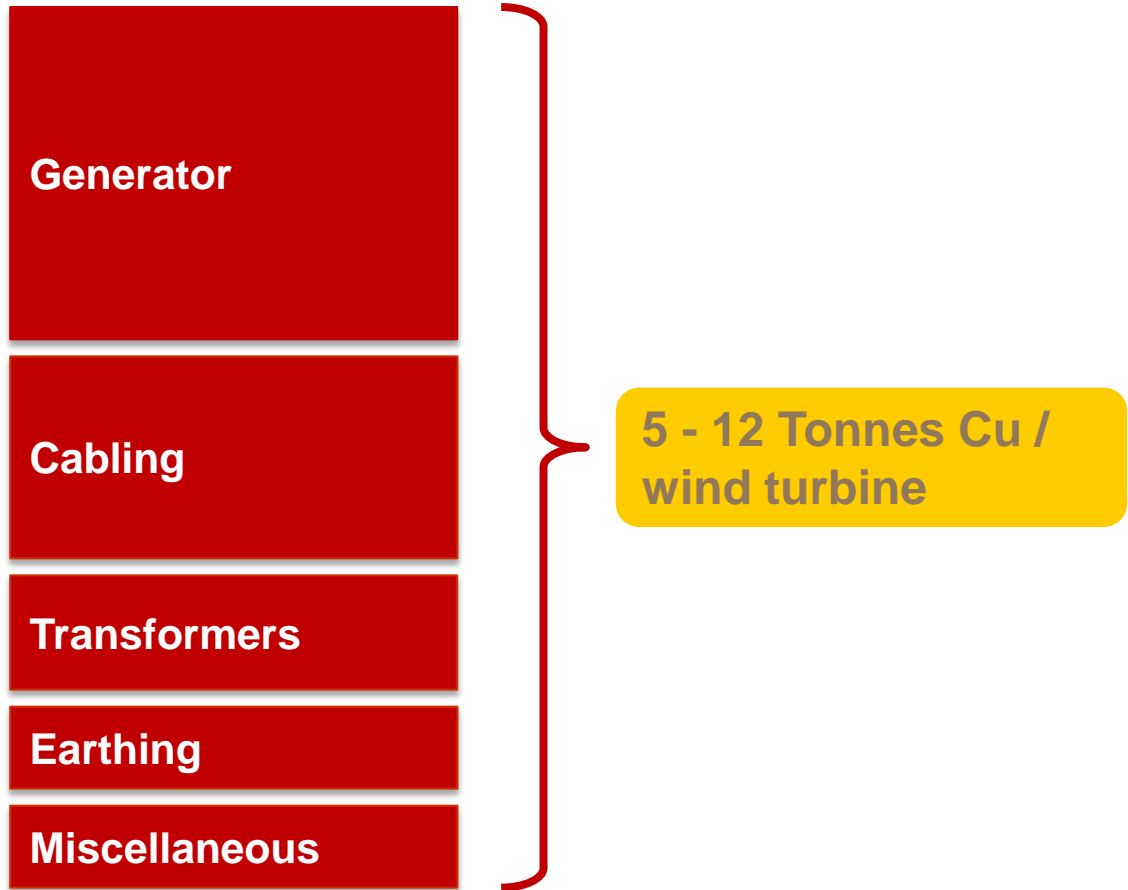 Generator
Cabling
Transformers
Earthing
Miscellaneous
5 - 12 Tonnes Cu /
wind turbine